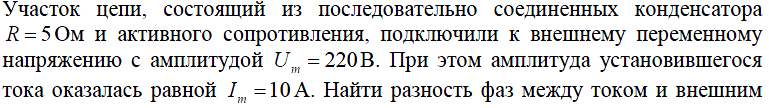 Участок цепи, состоящий из последовательно соединенных конденсатора
R = 5 Ом и активного сопротивления, подключили к внешнему переменному
напряжению с амплитудой U_m = 220 В. При этом амплитуда установившегося
тока оказалась равной I_m = 10 А. Найти разность фаз между током и внешним